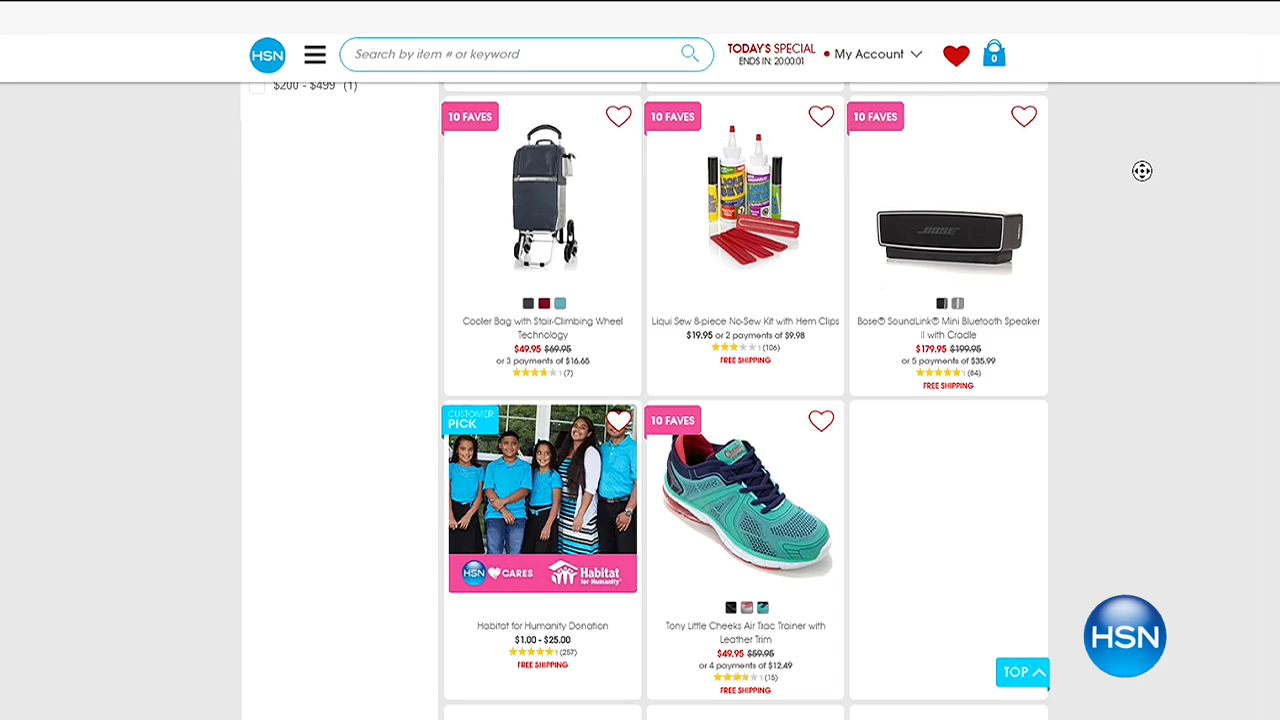 HSN
Search by item # or keyword
TODAY'S SPECIAL
ENDS IN: 20:00:01
My Account
0
$200 - $499 (1)
10 FAVES
10 FAVES
10 FAVES
BOSE
Cooler Bag with Stair-Climbing Wheel
Technology
$49.95 $69.95
or 3 payments of $16.65
(7)
Liqui Sew 8-piece No-Sew Kit with Hem Clips
$19.95 or 2 payments of $9.98
(106)
FREE SHIPPING
Bose® SoundLink® Mini Bluetooth Speaker
II with Cradle
$179.95 $199.95
or 5 payments of $35.99
(84)
FREE SHIPPING
CUSTOMER
PICK
10 FAVES
HSN CARES
Habitat
for Humanity®
Habitat for Humanity Donation
$1.00 - $25.00
(257)
FREE SHIPPING
Tony Little Cheeks Air Trac Trainer with
Leather Trim
$49.95 $59.95
or 4 payments of $12.49
(15)
FREE SHIPPING
TOP
HSN